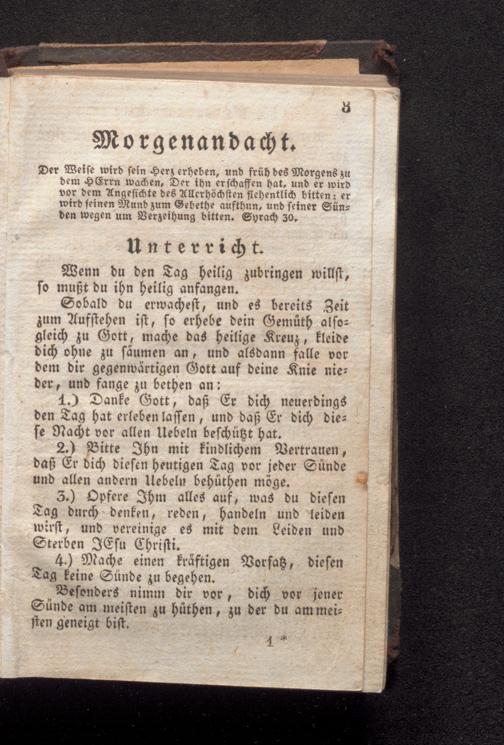 3
Morgenandacht.
Der Weise wird sein Herz erheben, und früh des Morgens zu
dem HErrn wachen, Der ihn erschaffen hat, und er wird
vor dem Angesichte des Allerhöchsten flehentlich bitten: er
wird seinen Mund zum Gebethe aufthun, und seiner Sün-
den wegen um Verzeihung bitten. Syrach 30.
Unterricht.
Wenn du den Tag heilig zubringen willst,
so mußt du ihn heilig anfangen.
Sobald du erwachest, und es bereits Zeit
zum Aufstehen ist, so erhebe dein Gemüth also-
gleich zu Gott, mache das heilige Kreuz, kleide
dich ohne zu säumen an, und alsdann falle vor
dem dir gegenwärtigen Gott auf deine Knie nie-
der, und fange zu bethen an:
1.) Danke Gott, daß Er dich neuerdings
den Tag hat erleben lassen, und daß Er dich die-
se Nacht vor allen Uebeln beschützt hat.
2.) Bitte Ihn mit kindlichem Vertrauen,
daß Er dich diesen heutigen Tag vor jeder Sünde
und allen andern Uebeln behüthen möge.
3.) Opfere Ihm alles auf, was du diesen
Tag durch denken, reden, handeln und leiden
wirst, und vereinige es mit dem Leiden und
Sterben JEsu Christi.
4.) Mache einen kräftigen Vorsatz, diesen
Tag keine Sünde zu begehen.
Besonders nimm dir vor, dich vor jener
Sünde am meisten zu hüthen, zu der du am mei-
sten geneigt bist.
1 *